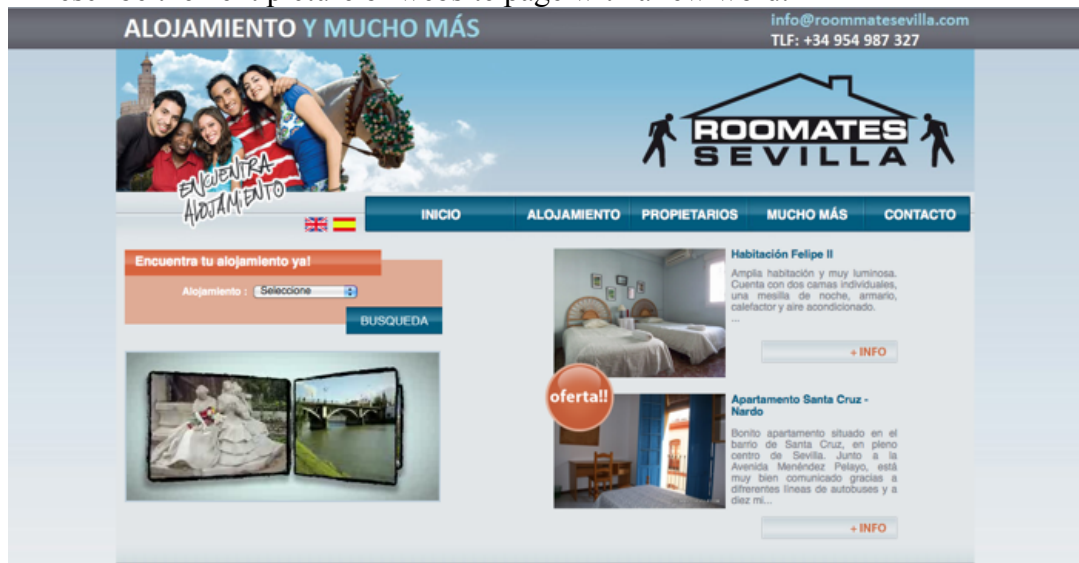 ALOJAMIENTO Y MUCHO MÁS
info@roommatesevilla.com
TLF: +34 954 987 327
ENCUENTRA
ALOJAMIENTO
ROOMATES
SEVILLA
INICIO ALOJAMIENTO PROPIETARIOS MUCHO MÁS CONTACTO
Encuentra tu alojamiento ya!
Alojamiento : Seleccione
BUSQUEDA
Habitación Felipe II
Amplia habitación y muy luminosa.
Cuenta con dos camas individuales,
una mesilla de noche, armario,
calefactor y aire acondicionado.
...
+ INFO
oferta!!
Apartamento Santa Cruz -
Nardo
Bonito apartamento situado en el
barrio de Santa Cruz, en pleno
centro de Sevilla. Junto a la
Avenida Menéndez Pelayo, está
muy bien comunicado gracias a
difrerentes líneas de autobuses y a
diez mi...
+ INFO